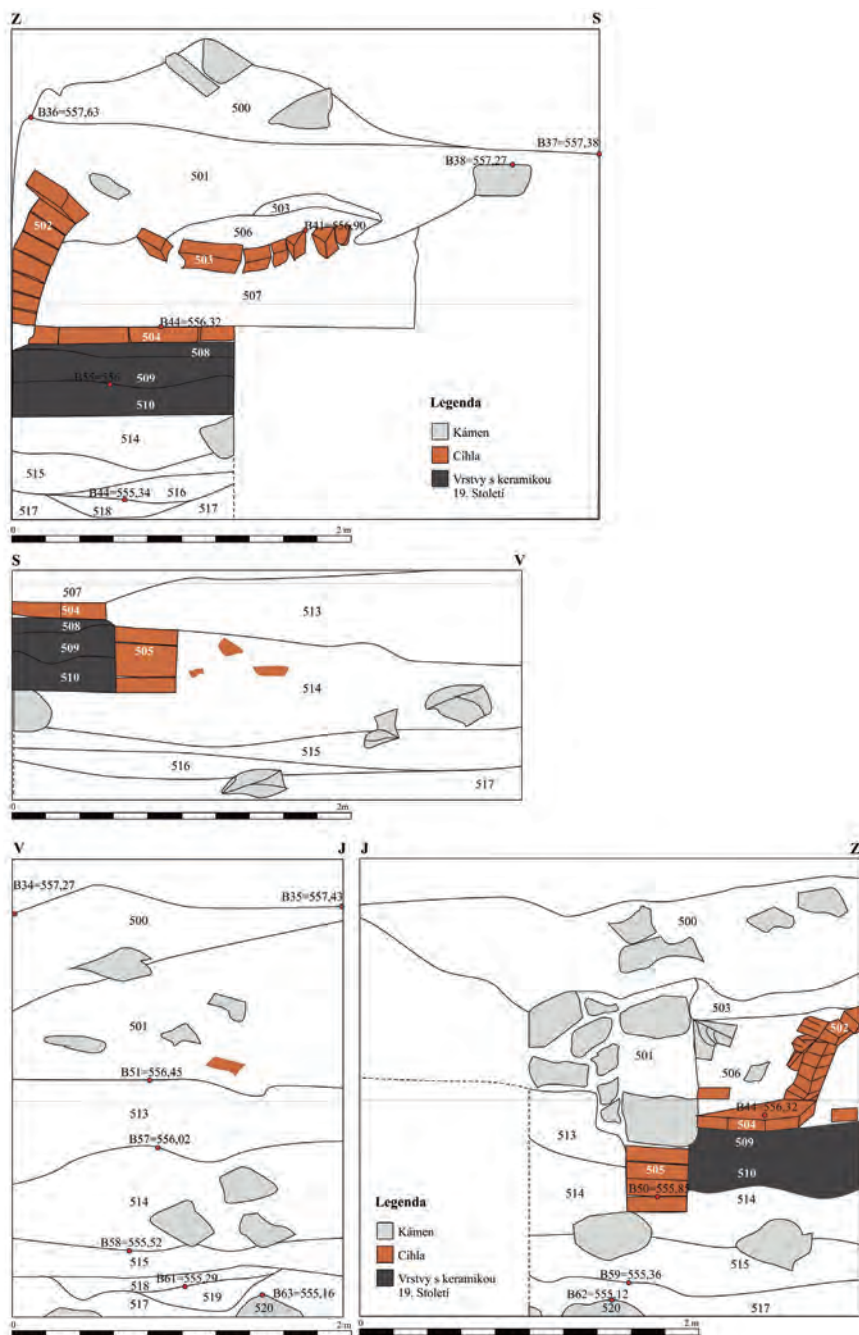 Z S
500
B36=557,63
B37=557,38
B38=557,27
501
503
502
506
B41=556,90
503
507
B44=556,32
504
508
B55=556
509
510
Legenda
Kámen
Cihla
Vrstvy s keramikou
19. Století
514
515
B44=555,34
516
517 518 517
0 2 m
S V
507
504
513
508
509
505
510
514
515
516
517
0 2m
V J
B34=557,27
B35=557,43
500
501
B51=556,45
513
B57=556,02
514
B58=555,52
515
B61=555,29
518
B63=555,16
517
519
520
0 2 m
J Z
500
503
502
501
506
B44=556,32
504
513
509
505
510
514
B50=555,85
514
Legenda
Kámen
Cihla
Vrstvy s keramikou
19. Století
515
B59=555,36
B62=555,12
520
517
0 2 m